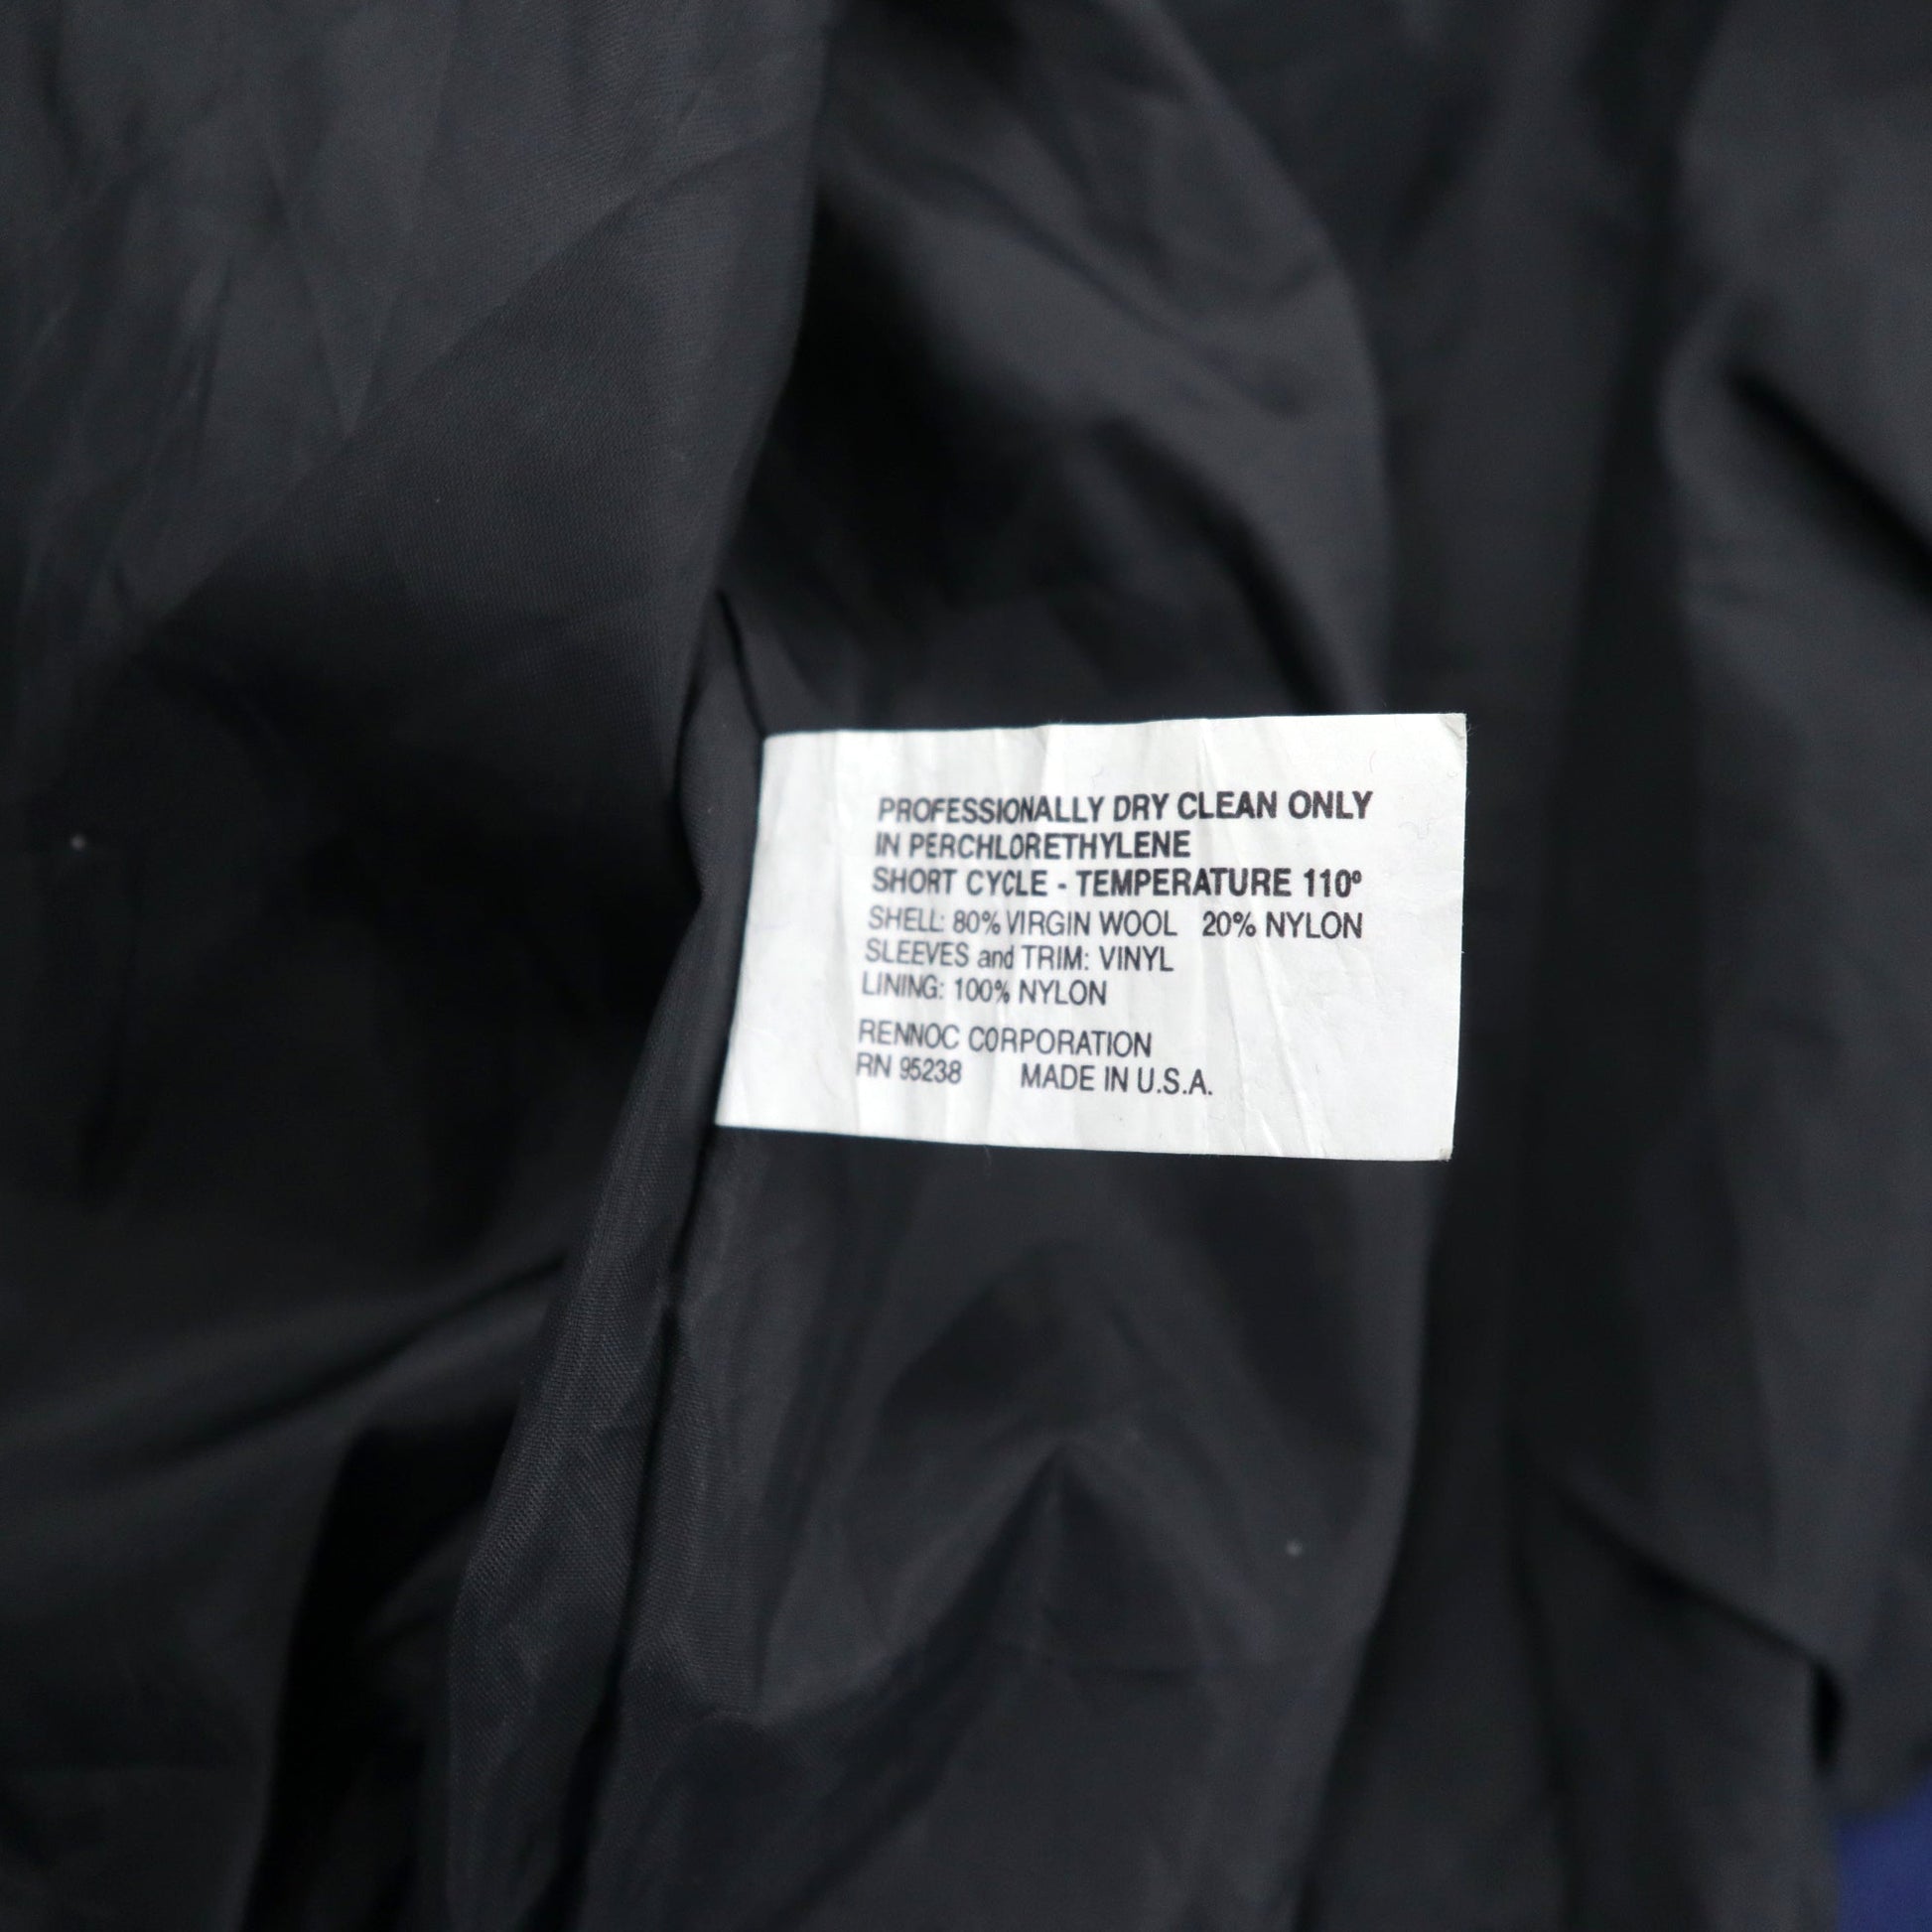 PROFESSIONALLY DRY CLEAN ONLY
IN PERCHLORETHYLENE
SHORT CYCLE - TEMPERATURE 110º
SHELL: 80% VIRGIN WOOL 20% NYLON
SLEEVES and TRIM: VINYL
LINING: 100% NYLON
RENNOC CORPORATION
RN 95238 MADE IN U.S.A.